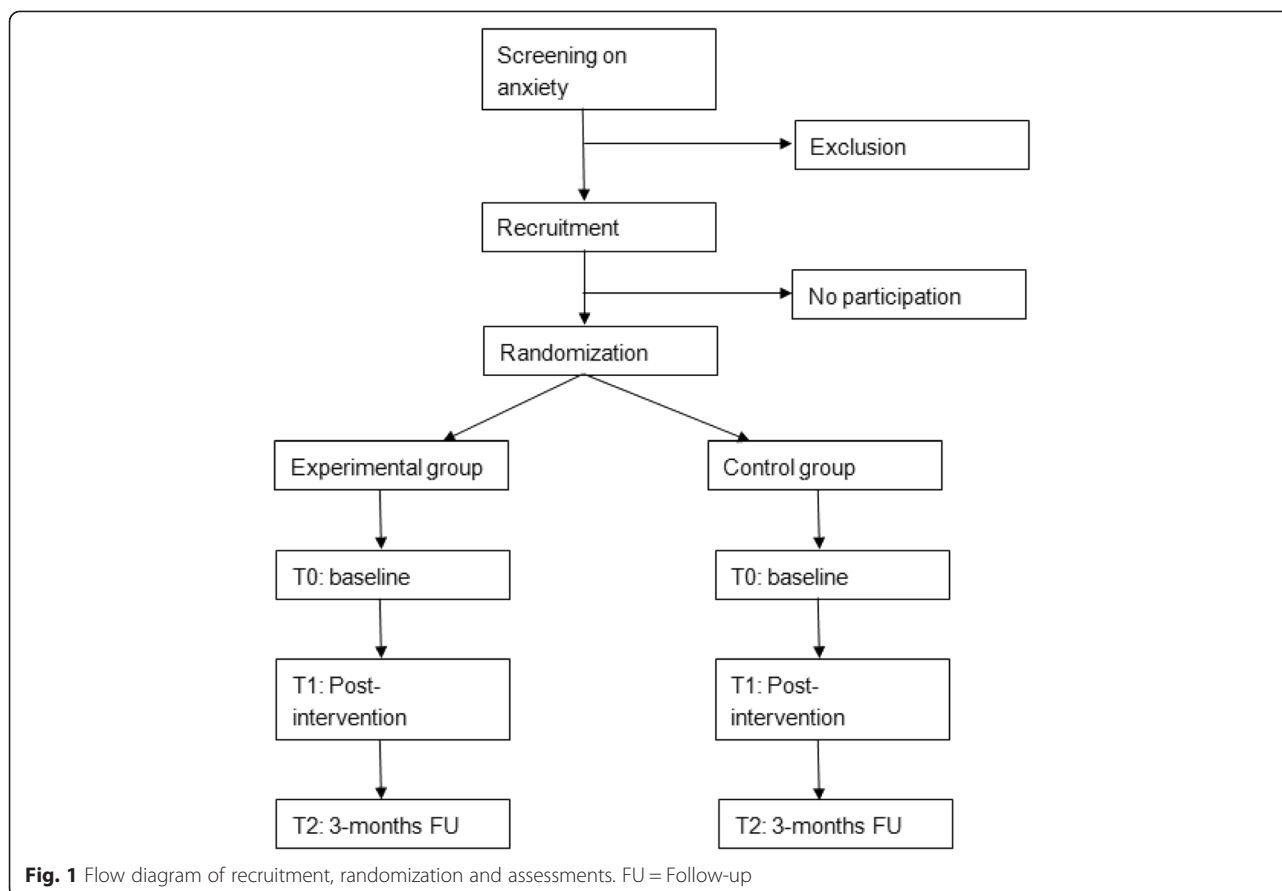 Screening on
anxiety
Exclusion
Recruitment
No participation
Randomization
Experimental group
Control group
T0: baseline
T0: baseline
T1: Post-
intervention
T1: Post-
intervention
T2: 3-months FU
T2: 3-months FU
Fig. 1 Flow diagram of recruitment, randomization and assessments. FU = Follow-up